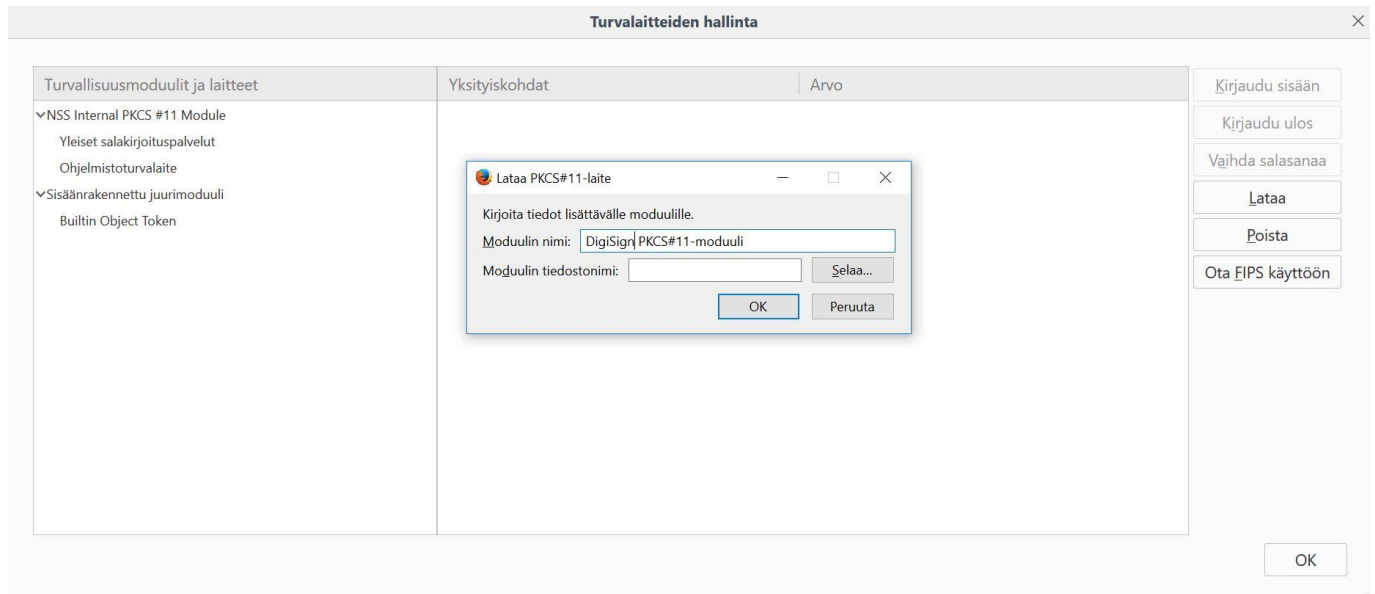 Turvalaitteiden hallinta
Turvallisuusmoduulit ja laitteet
Yksityiskohdat
Arvo
NSS Internal PKCS #11 Module
Yleiset salakirjoituspalvelut
Ohjelmistoturvalaite
Sisäänrakennettu juurimoduuli
Builtin Object Token
Lataa PKCS#11-laite
Kirjoita tiedot lisättävälle moduulille.
Moduulin nimi: DigiSign PKCS#11-moduuli
Moduulin tiedostonimi:
Selaa...
OK
Peruuta
Kirjaudu sisään
Kirjaudu ulos
Vaihda salasanaa
Lataa
Poista
Ota FIPS käyttöön
OK